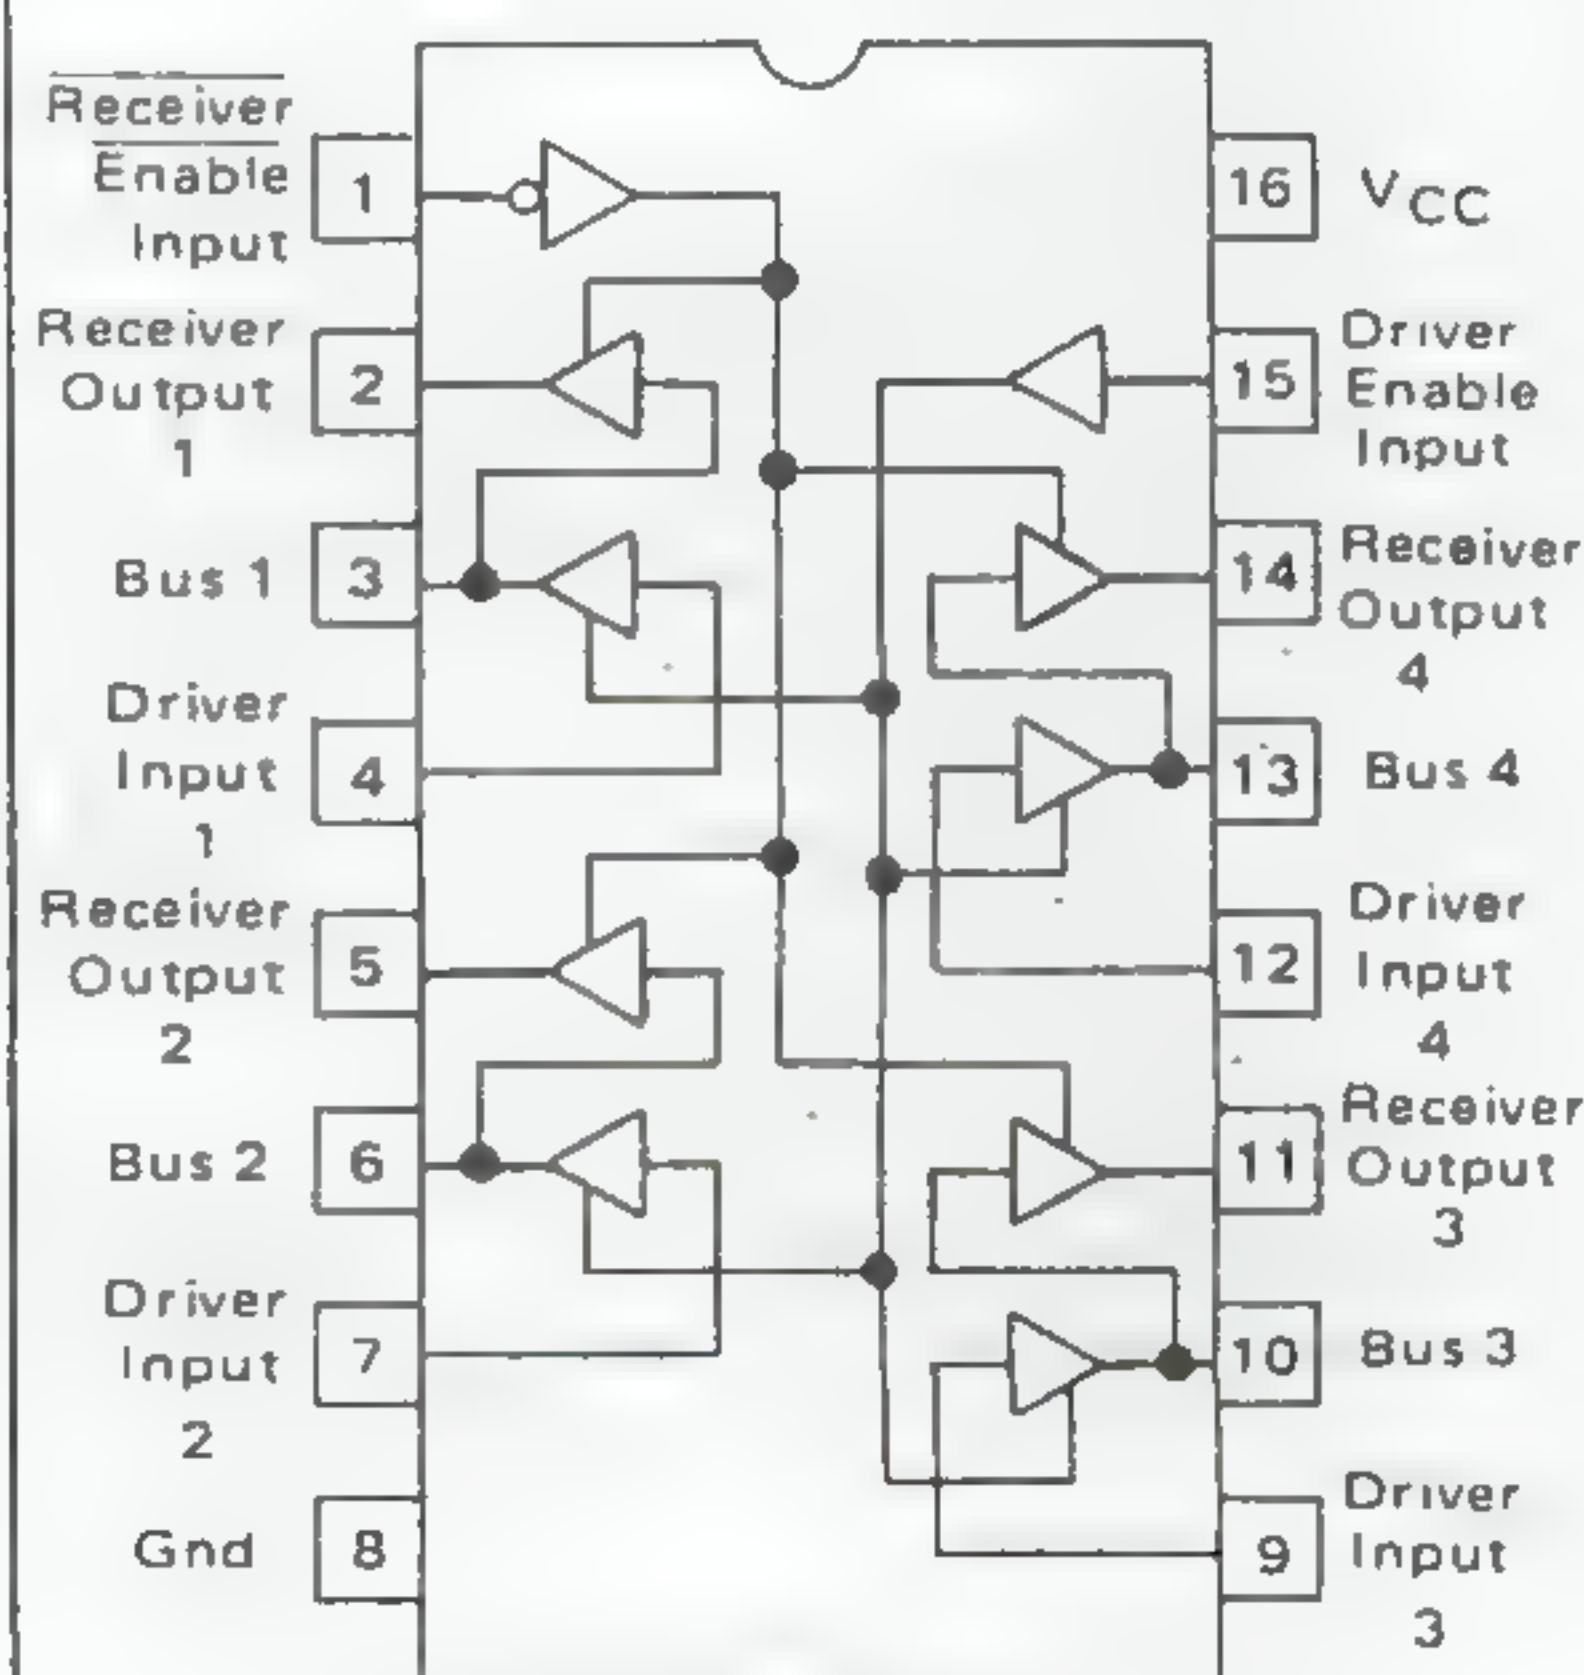 Receiver
Enable
Input
1
Receiver
Output
1
2
Bus 1
3
Driver
Input
1
4
Receiver
Output
2
5
Bus 2
6
Driver
Input
2
7
Gnd
8
16
VCC
15
Driver
Enable
Input
14
Receiver
Output
4
13
Bus 4
12
Driver
Input
4
11
Receiver
Output
3
10
Bus 3
9
Driver
Input
3